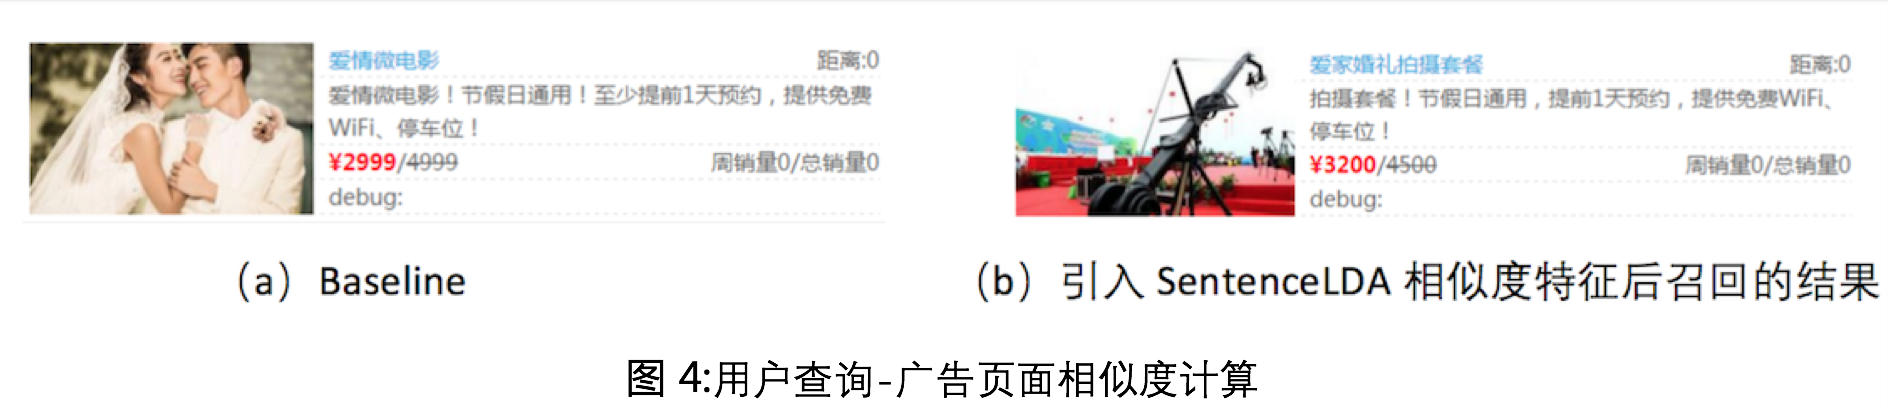 爱情微电影 距离:0
爱情微电影！节假日通用！至少提前1天预约，提供免费
WiFi、停车位！
¥2999/4999 周销量0/总销量0
debug:
(a) Baseline
爱家婚礼拍摄套餐 距离:0
拍摄套餐！节假日通用，提前1天预约，提供免费WiFi、
停车位！
¥3200/4500 周销量0/总销量0
debug:
(b) 引入 SentenceLDA 相似度特征后召回的结果
图 4:用户查询-广告页面相似度计算